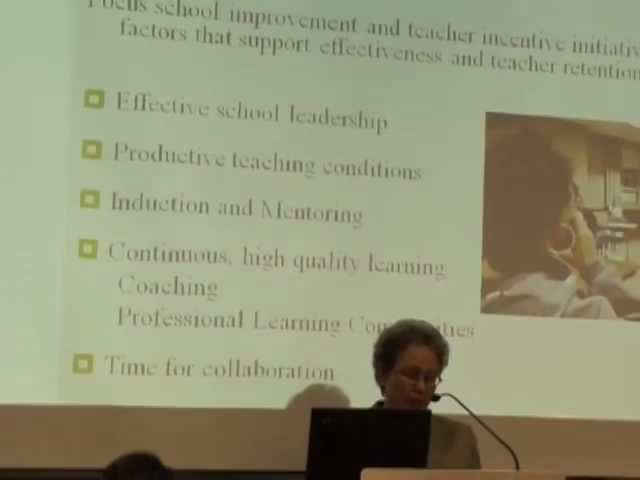 Focus school improvement and teacher incentive
factors that support effectiveness and teacher retention
Effective school leadership
Productive teaching conditions
Induction and Mentoring
Continuous, high quality learning
Coaching
Professional Learning
Time for collaboration